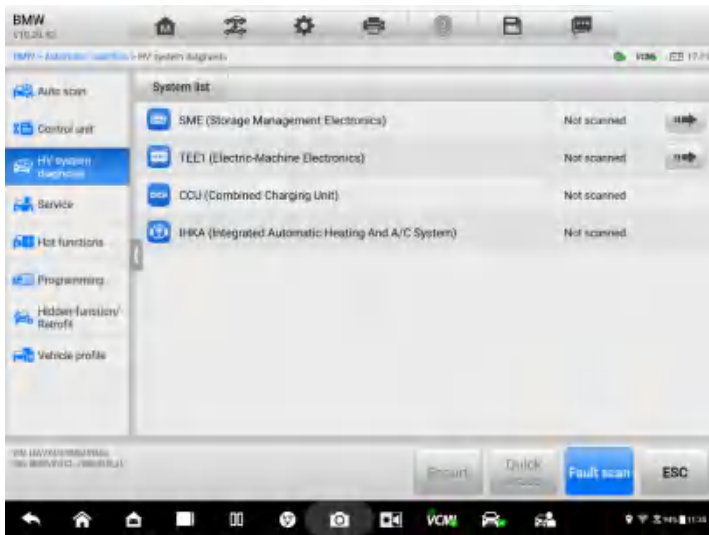 BMW
HV system diagnosis
Auto scan
Control unit
HV system
diagnosis
Service
Hot functions
Programming
Hidden function/
Retrofit
Vehicle profile
System list
SME (Storage Management Electronics)
Not scanned
TEE1 (Electric-Machine Electronics)
Not scanned
CCU (Combined Charging Unit)
Not scanned
IHKA (Integrated Automatic Heating And A/C System)
Not scanned
Quick
Fault scan
ESC
VCMI